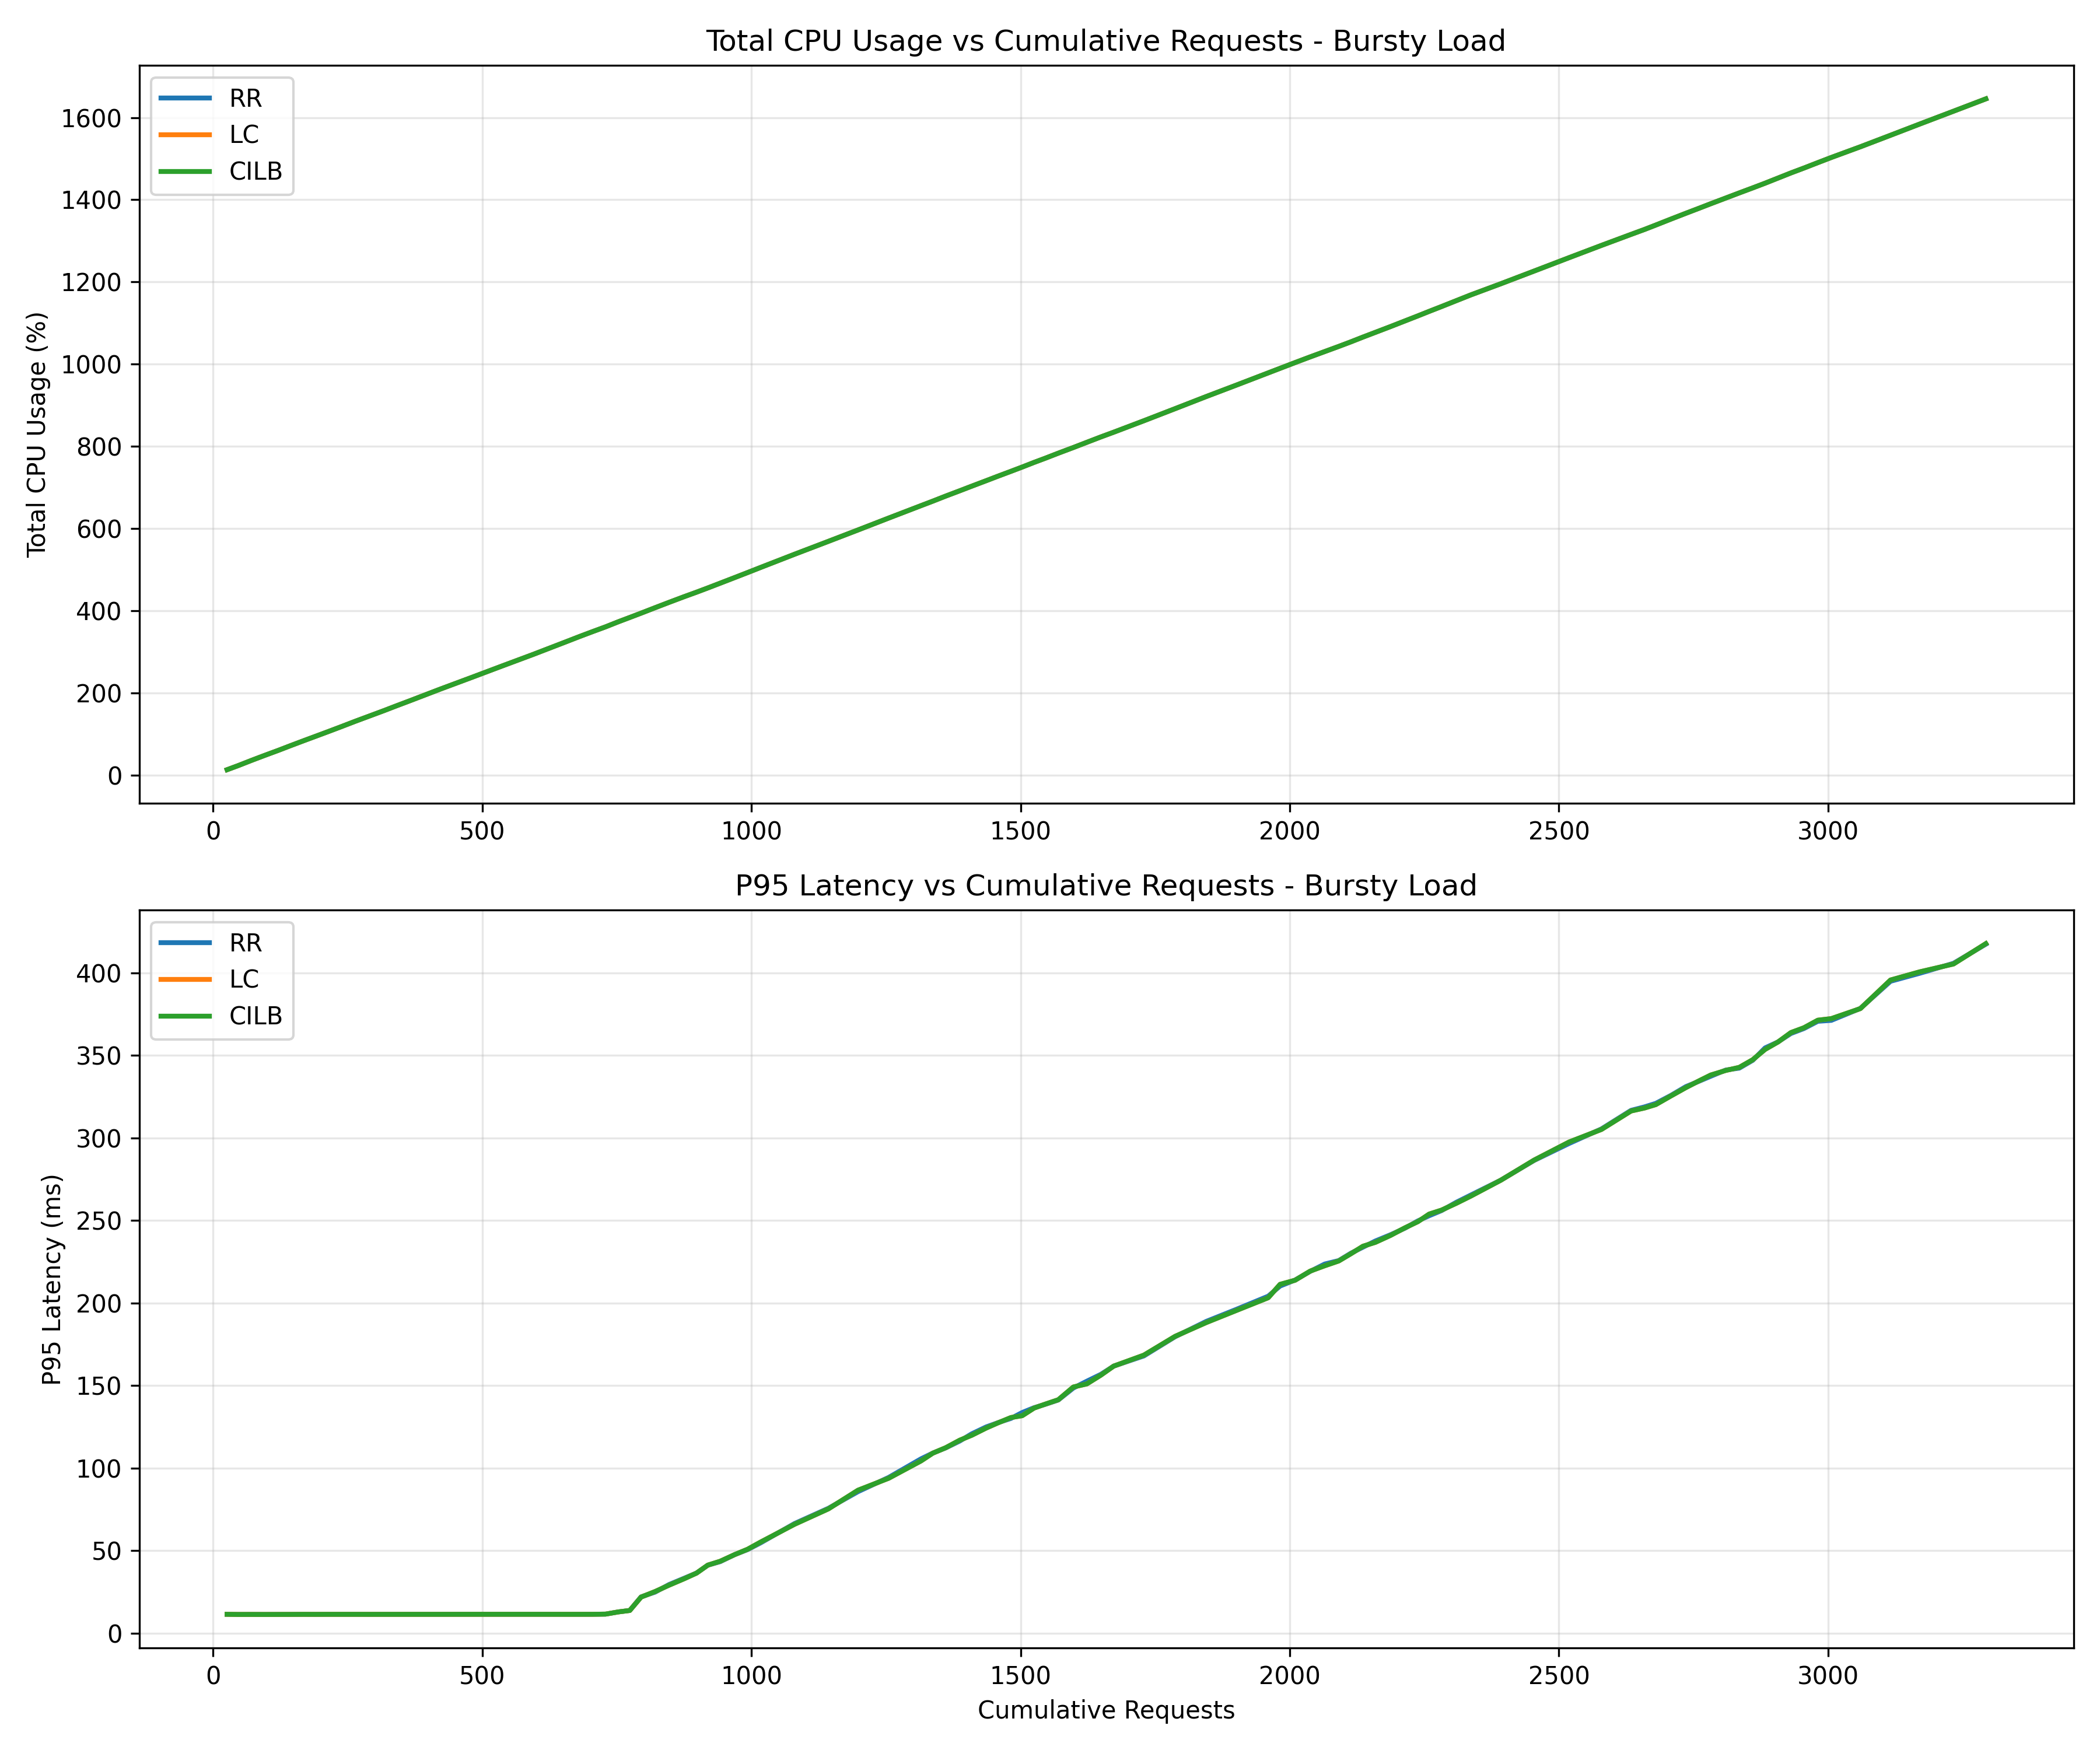 Total CPU Usage vs Cumulative Requests - Bursty Load
RR
LC
CILB
Total CPU Usage (%)
1600
1400
1200
1000
800
600
400
200
0
0 500 1000 1500 2000 2500 3000
P95 Latency vs Cumulative Requests - Bursty Load
RR
LC
CILB
P95 Latency (ms)
400
350
300
250
200
150
100
50
0
0 500 1000 1500 2000 2500 3000
Cumulative Requests